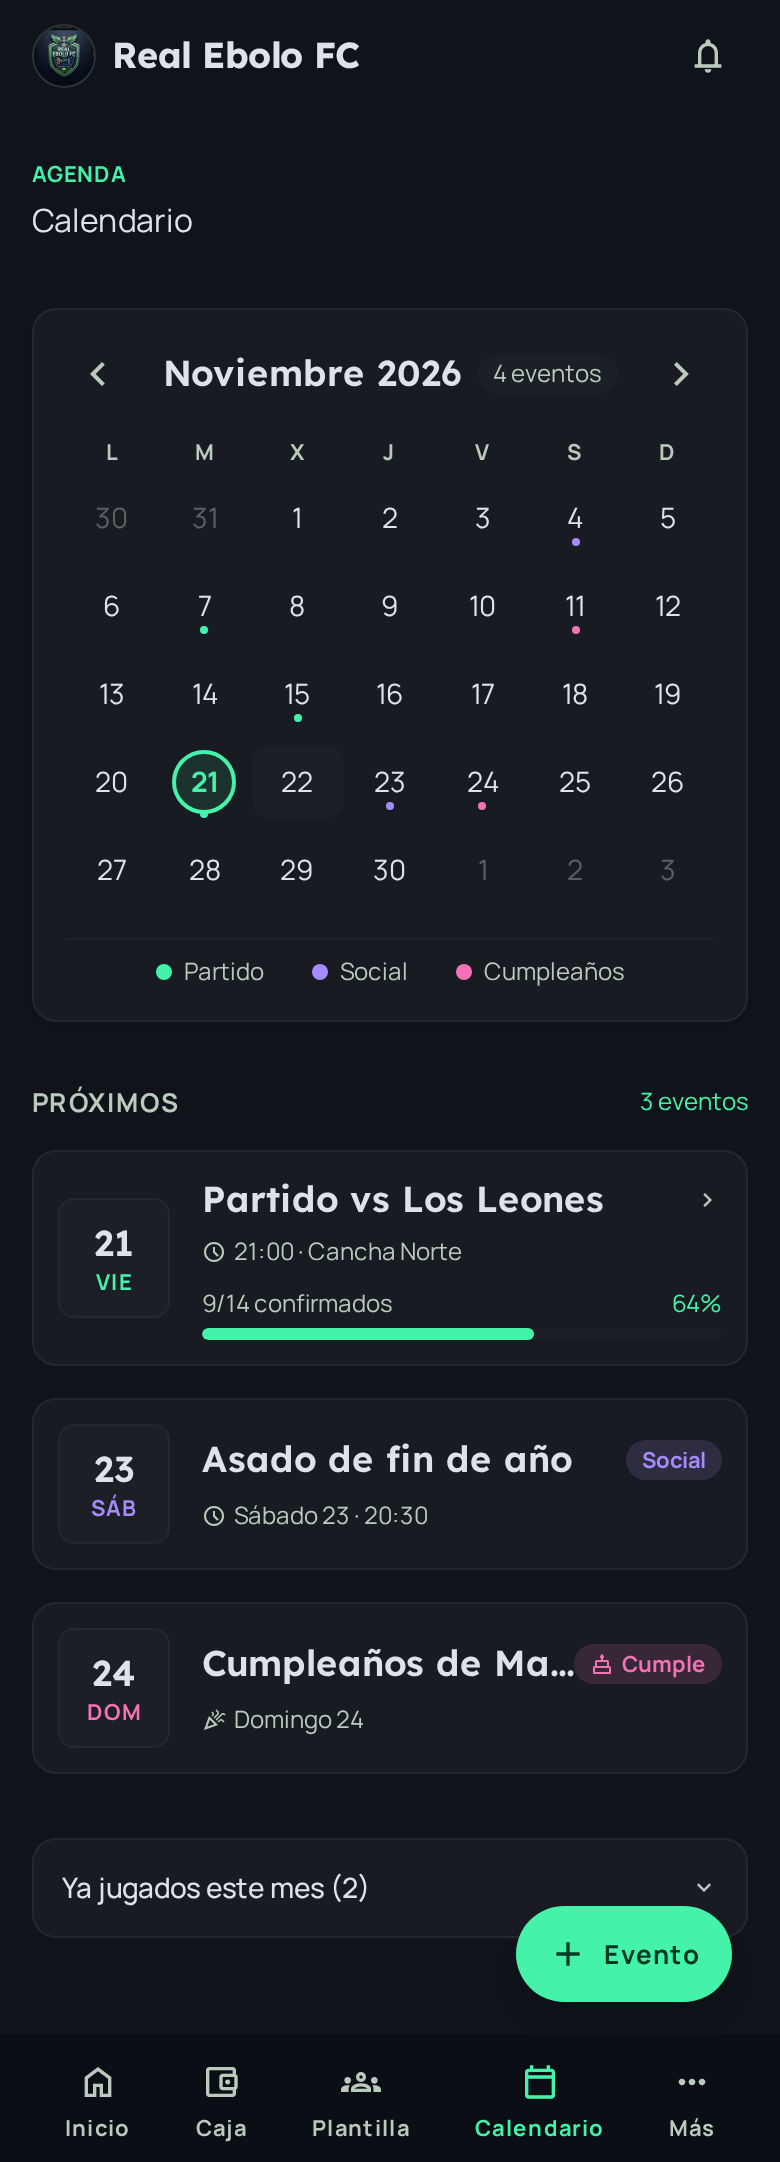 REAL
EBOLO FC
Real Ebolo FC
AGENDA
Calendario
Noviembre 2026 4 eventos
L M X J V S D
30 31 1 2 3 4 5
6 7 8 9 10 11 12
13 14 15 16 17 18 19
20 21 22 23 24 25 26
27 28 29 30 1 2 3
Partido Social Cumpleaños
PRÓXIMOS 3 eventos
21 VIE
Partido vs Los Leones
21:00 · Cancha Norte
9/14 confirmados 64%
23 SÁB
Asado de fin de año Social
Sábado 23 · 20:30
24 DOM
Cumpleaños de Ma... Cumple
Domingo 24
Ya jugados este mes (2)
+ Evento
Inicio Caja Plantilla Calendario Más